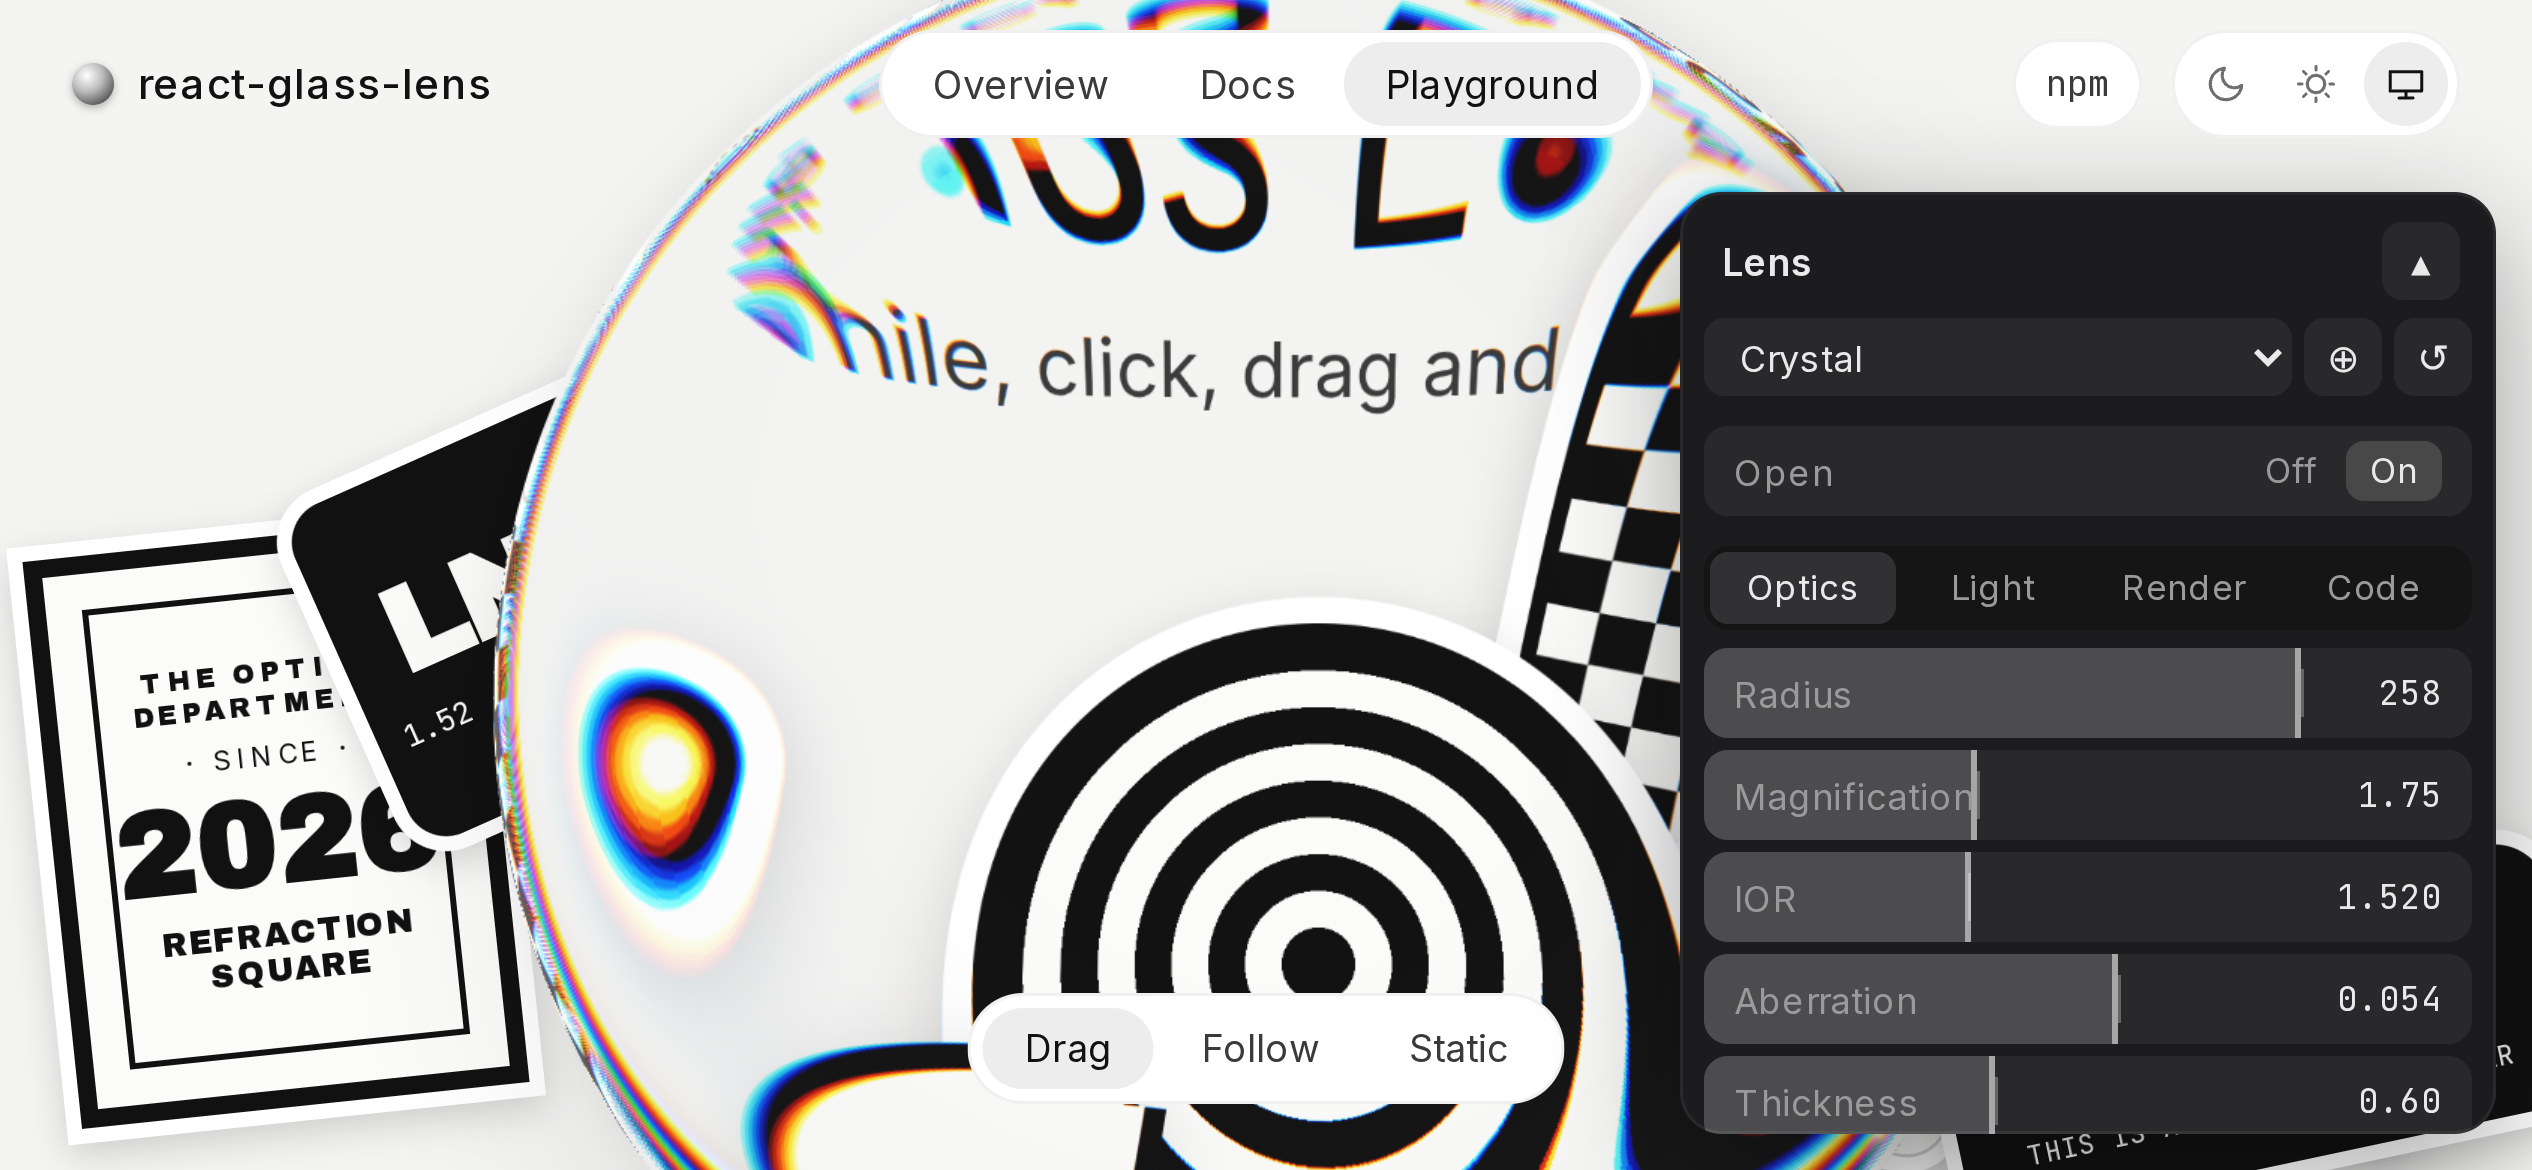 react-glass-lens
Overview Docs Playground
npm
hile, click, drag and
THE OPTI
DEPARTME
· SINCE ·
2026
REFRACTION
SQUARE
1.52
Drag Follow Static
Lens
Crystal
Open Off On
Optics Light Render Code
Radius 258
Magnification 1.75
IOR 1.520
Aberration 0.054
Thickness 0.60
THIS IS